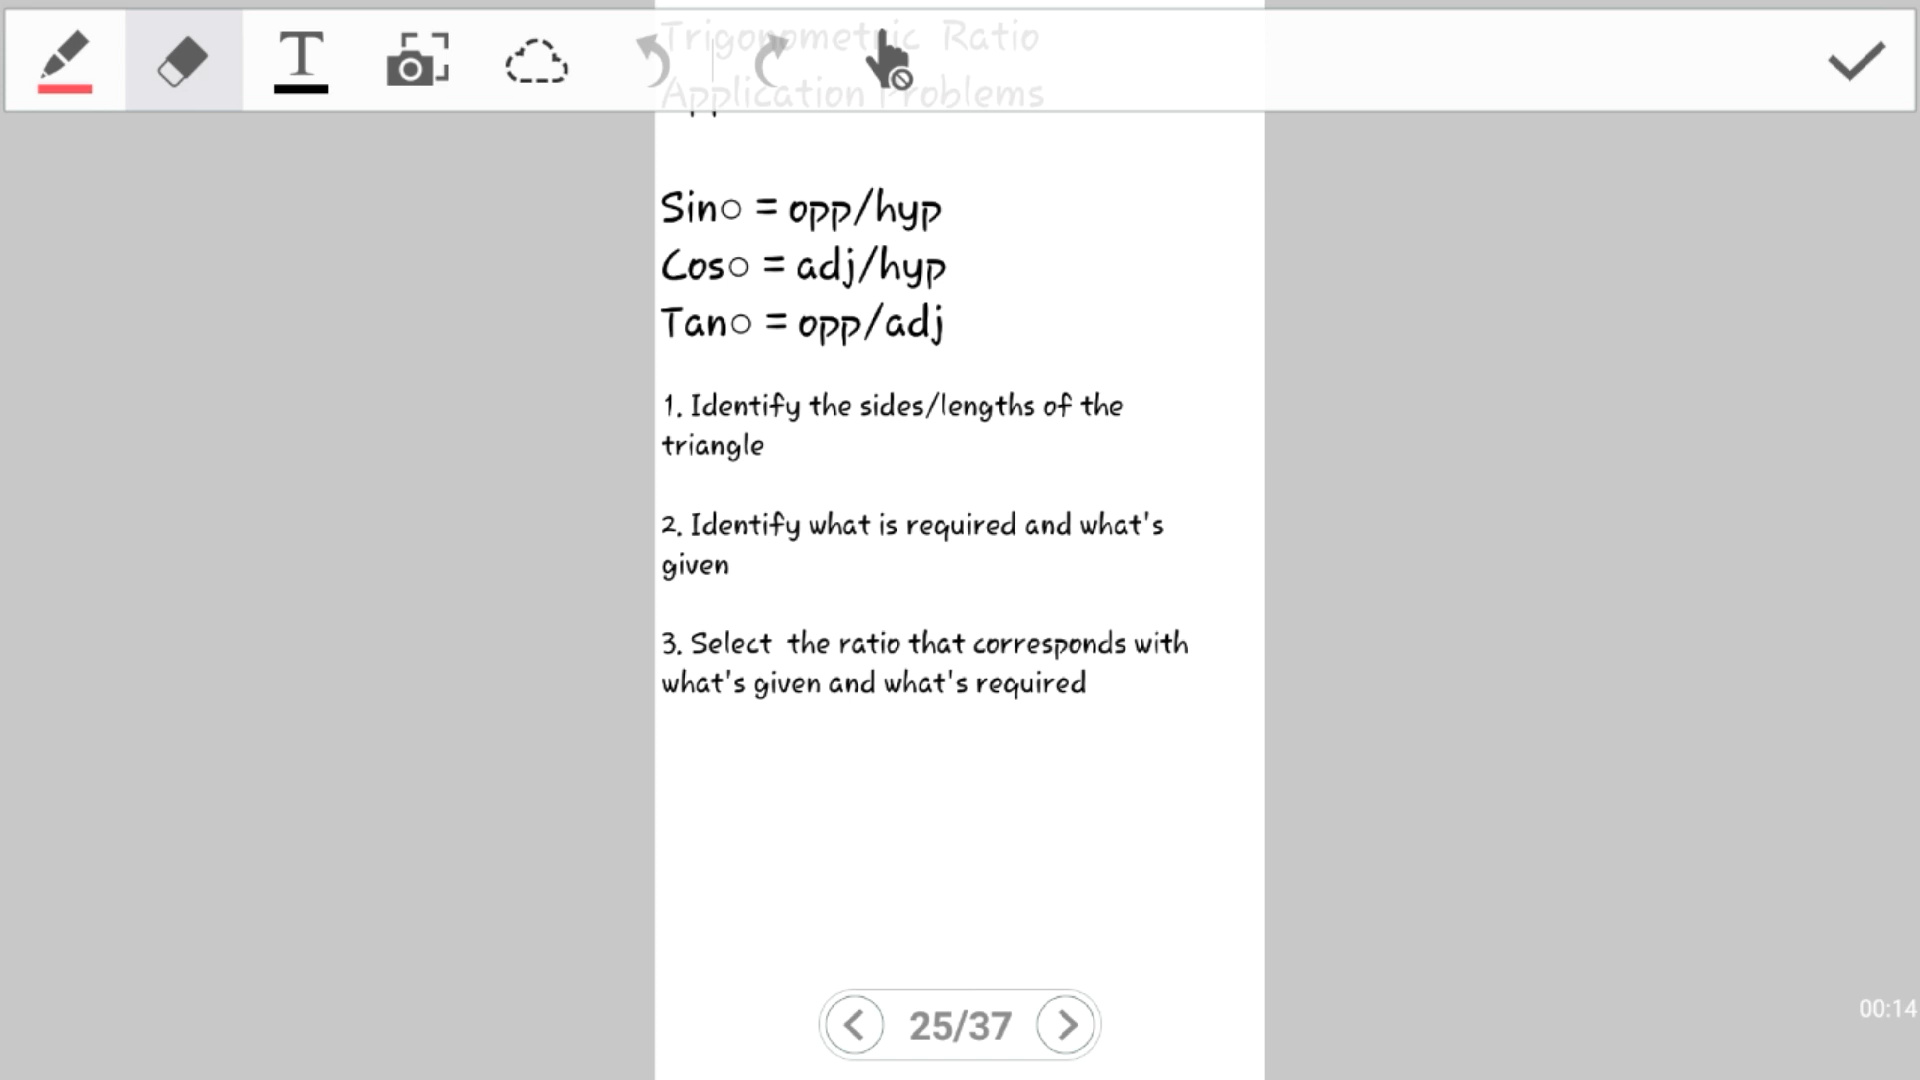 Trigonometric Ratio
Application Problems
Sin○ = opp/hyp
Cos○ = adj/hyp
Tan○ = opp/adj
1. Identify the sides/lengths of the
triangle
2. Identify what is required and what's
given
3. Select the ratio that corresponds with
what's given and what's required
25/37
00:14